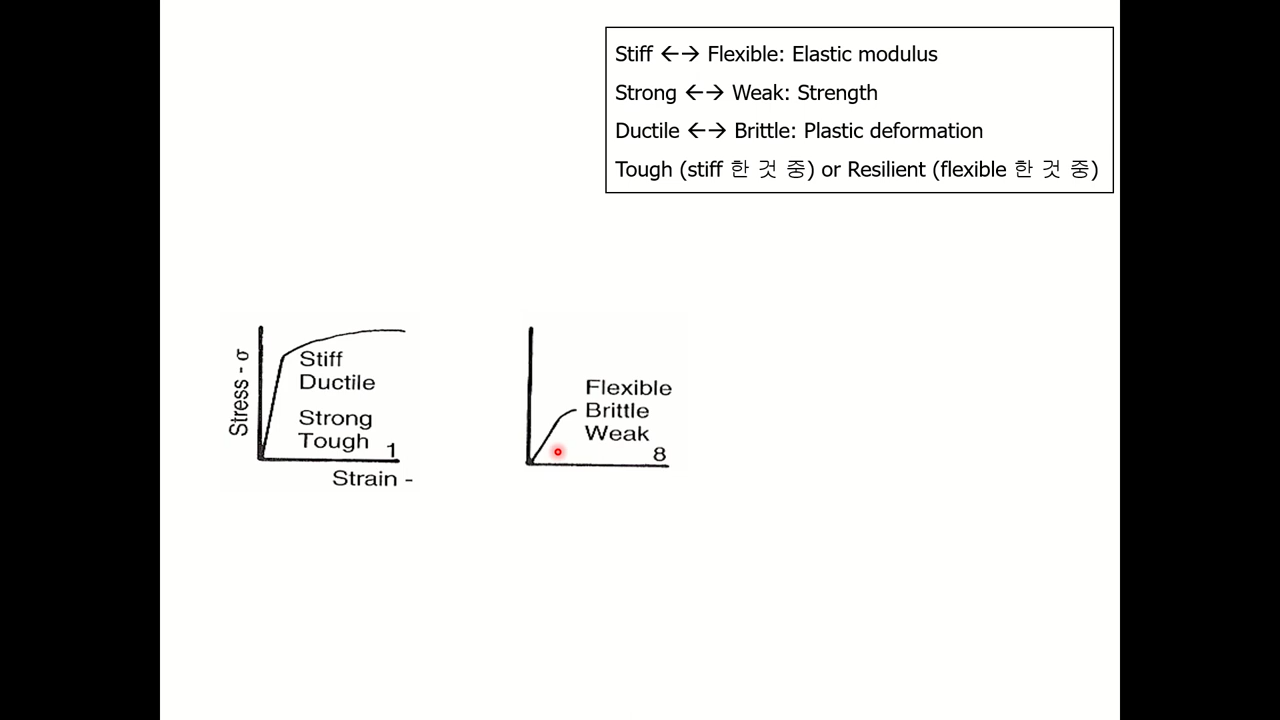 Stiff ←→ Flexible: Elastic modulus
Strong ←→ Weak: Strength
Ductile ←→ Brittle: Plastic deformation
Tough (stiff 한 것 중) or Resilient (flexible 한 것 중)
Stress - σ
Stiff
Ductile
Strong
Tough 1
Strain -
Flexible
Brittle
Weak
8